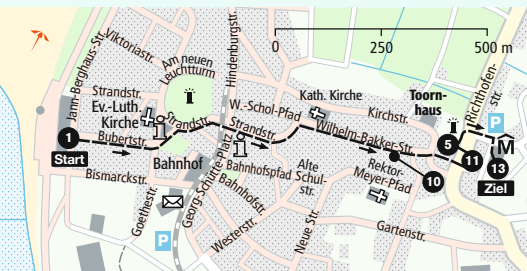 Jann-Berghaus-Str.
Viktoriastr.
Am neuen
Leuchtturm
Hindenburgstr.
0
250
500 m
Richthofen-
str.
P
Strandstr.
Ev.-Luth.
Kirche
Strandstr.
W.-Schol-Pfad
Kath. Kirche
Kirchstr.
Toorn-
haus
1
Start
Bubertstr.
i
Strandstr.
i
Wilhelm-Bakker-Str.
5
11
M
13
Ziel
10
Bismarckstr.
Bahnhof
Goethestr.
Georg-Schütte-Platz
Bahnhofspfad
Bahnhofstr.
Alte
Schul-
str.
Rektor-
Meyer-Pfad
P
Westerstr.
Neue Str.
Gartenstr.